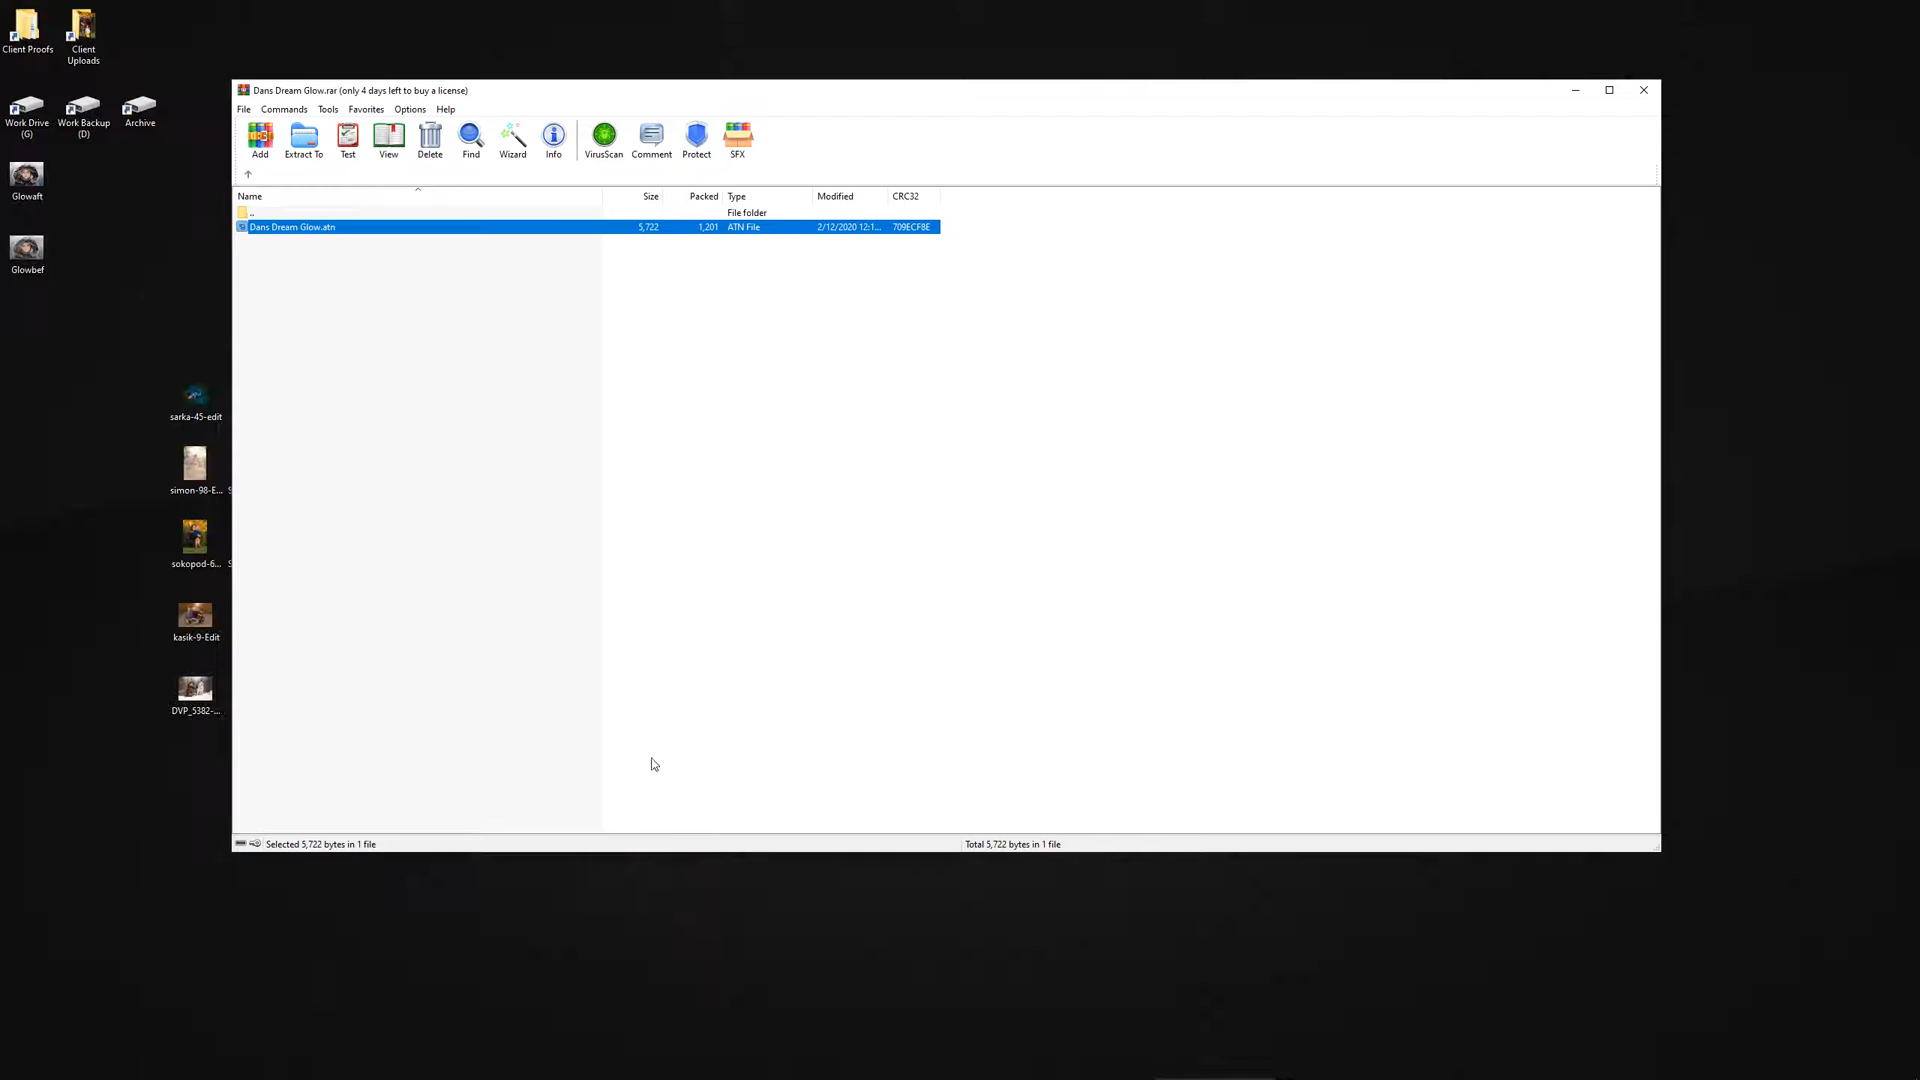 Client Proofs
Client
Uploads
Work Drive
(G)
Work Backup
(D)
Archive
Glowaft
Glowbef
sarka-45-edit
simon-98-E...
sokopod-6...
kasik-9-Edit
DVP_5382-...
Dans Dream Glow.rar (only 4 days left to buy a license)
File Commands Tools Favorites Options Help
Add Extract To Test View Delete Find Wizard Info VirusScan Comment Protect SFX
Name Size Packed Type Modified CRC32
.. File folder
Dans Dream Glow.atn 5,722 1,201 ATN File 2/12/2020 12:1... 709ECF8E
Selected 5,722 bytes in 1 file
Total 5,722 bytes in 1 file